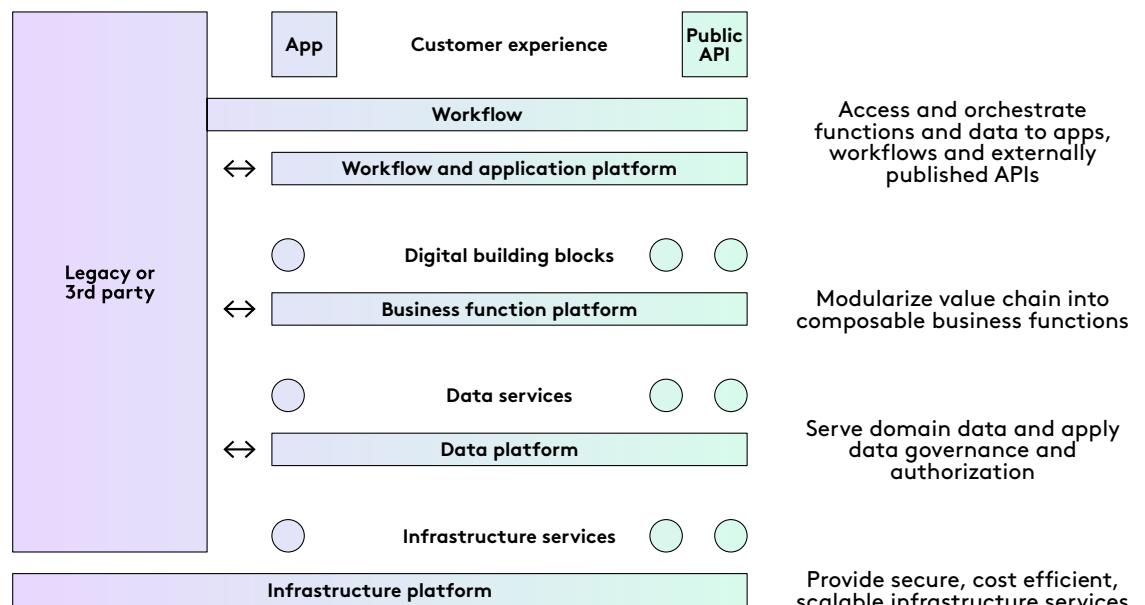 App
Customer experience
Public
API
Workflow
Access and orchestrate
functions and data to apps,
workflows and externally
published APIs
Workflow and application platform
Legacy or
3rd party
Digital building blocks
Business function platform
Modularize value chain into
composable business functions
Data services
Data platform
Serve domain data and apply
data governance and
authorization
Infrastructure services
Infrastructure platform
Provide secure, cost efficient,
scalable infrastructure services